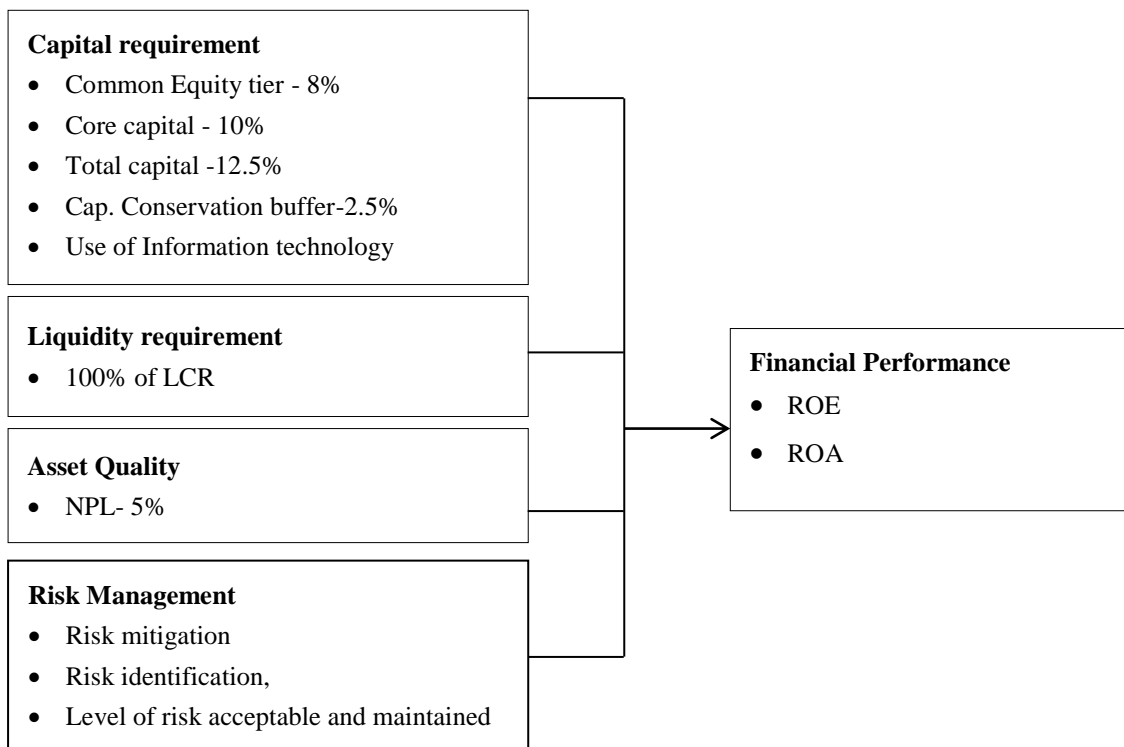 Capital requirement
• Common Equity tier - 8%
• Core capital - 10%
• Total capital -12.5%
• Cap. Conservation buffer-2.5%
• Use of Information technology
Liquidity requirement
• 100% of LCR
Asset Quality
• NPL- 5%
Risk Management
• Risk mitigation
• Risk identification,
• Level of risk acceptable and maintained
Financial Performance
• ROE
• ROA